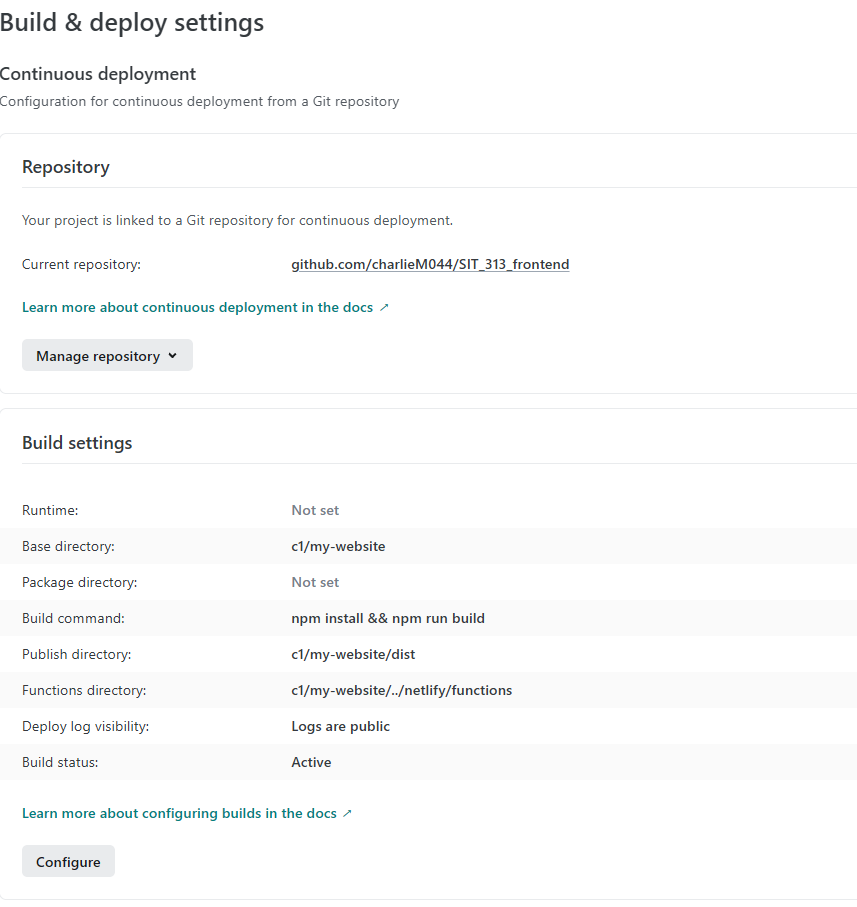 Build & deploy settings
Continuous deployment
Configuration for continuous deployment from a Git repository
Repository
Your project is linked to a Git repository for continuous deployment.
Current repository: github.com/charlieM044/SIT_313_frontend
Learn more about continuous deployment in the docs ↗
Manage repository
Build settings
Runtime: Not set
Base directory: c1/my-website
Package directory: Not set
Build command: npm install && npm run build
Publish directory: c1/my-website/dist
Functions directory: c1/my-website/../netlify/functions
Deploy log visibility: Logs are public
Build status: Active
Learn more about configuring builds in the docs ↗
Configure